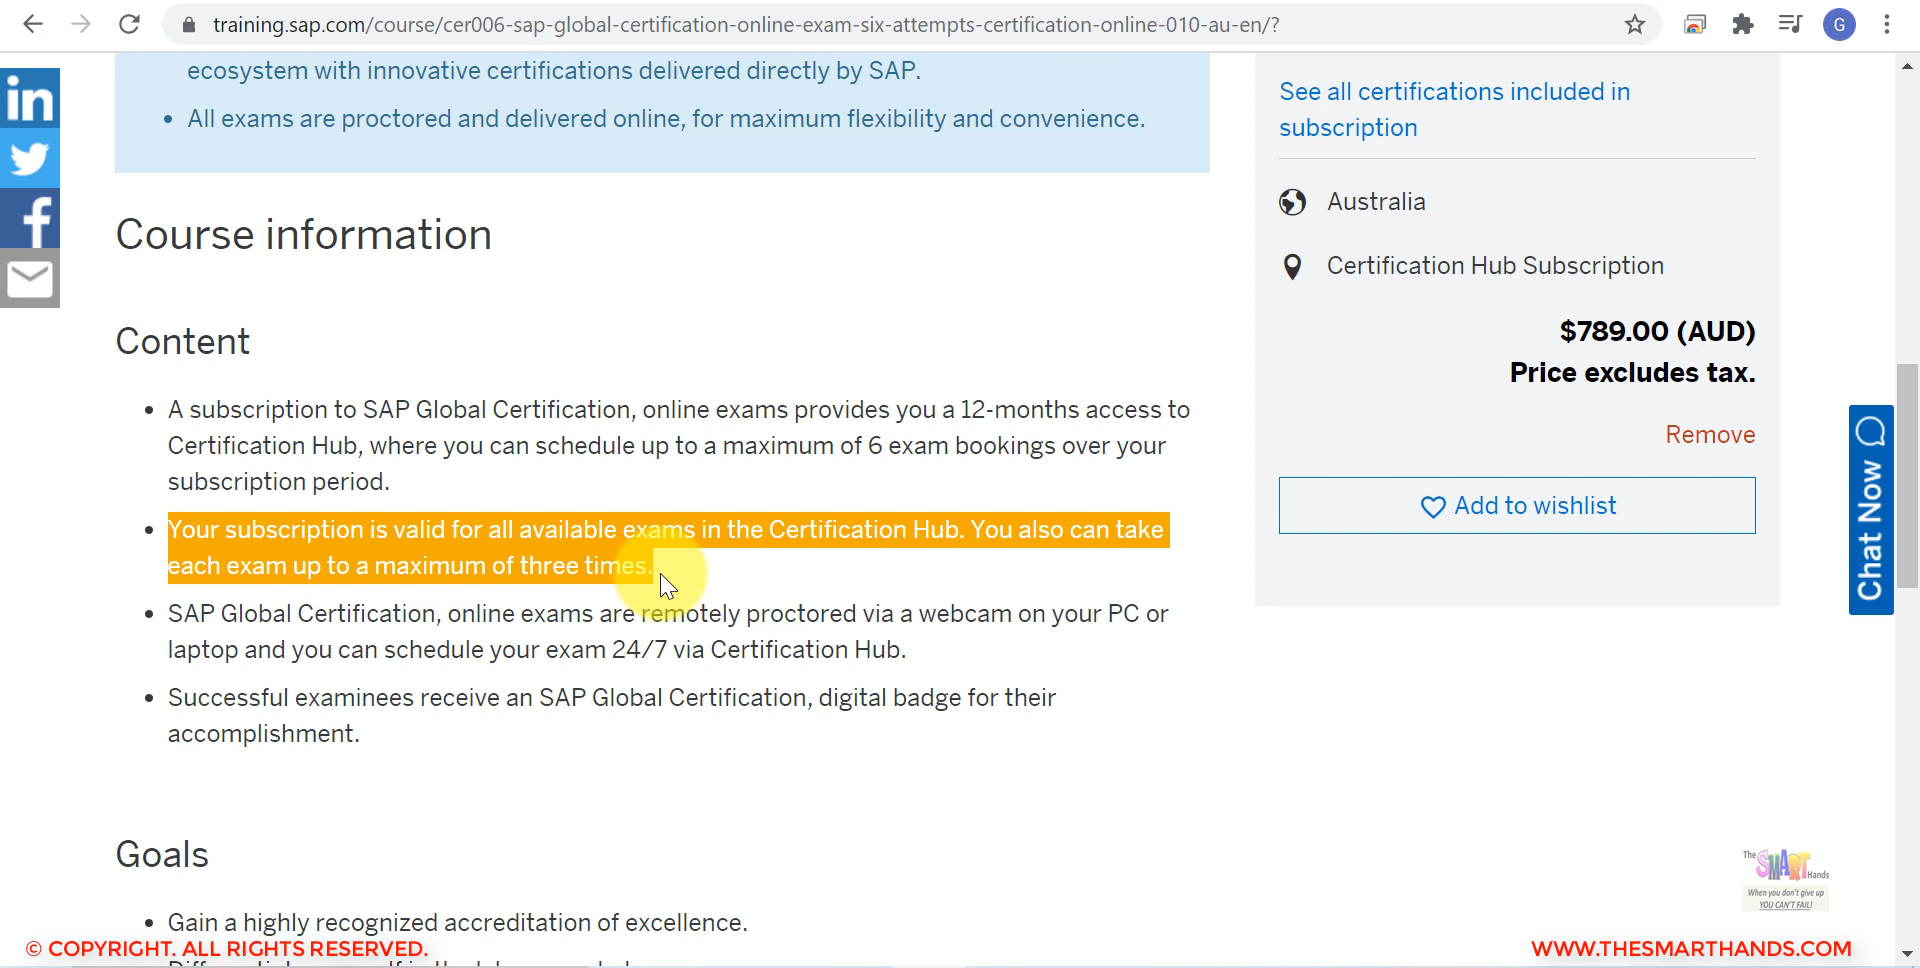 training.sap.com/course/cer006-sap-global-certification-online-exam-six-attempts-certification-online-010-au-en/?
G
in
f
ecosystem with innovative certifications delivered directly by SAP.
• All exams are proctored and delivered online, for maximum flexibility and convenience.
Course information
Content
• A subscription to SAP Global Certification, online exams provides you a 12-months access to
Certification Hub, where you can schedule up to a maximum of 6 exam bookings over your
subscription period.
• Your subscription is valid for all available exams in the Certification Hub. You also can take
each exam up to a maximum of three times.
• SAP Global Certification, online exams are remotely proctored via a webcam on your PC or
laptop and you can schedule your exam 24/7 via Certification Hub.
• Successful examinees receive an SAP Global Certification, digital badge for their
accomplishment.
Goals
• Gain a highly recognized accreditation of excellence.
See all certifications included in
subscription
Australia
Certification Hub Subscription
$789.00 (AUD)
Price excludes tax.
Remove
Add to wishlist
Chat Now
The SMART Hands
When you don't give up
YOU CAN'T FAIL!
© COPYRIGHT. ALL RIGHTS RESERVED.
WWW.THESMARTHANDS.COM